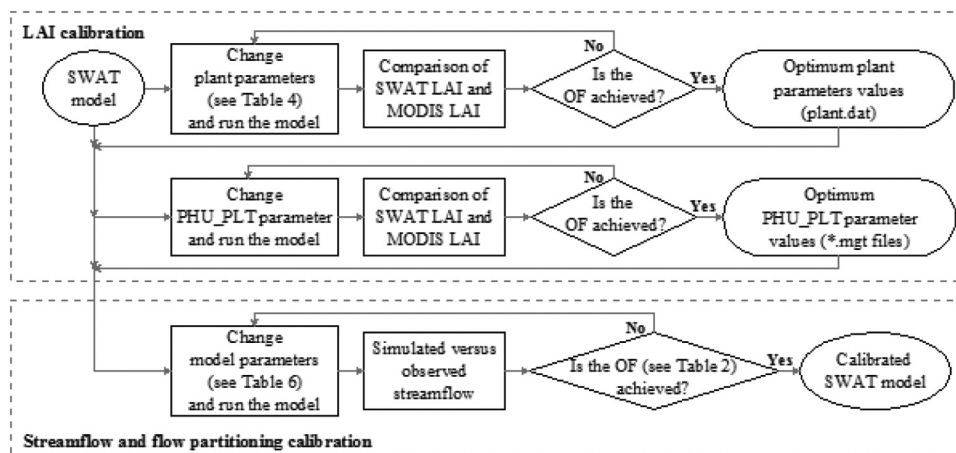 LAI calibration
SWAT
model
Change
plant parameters
(see Table 4)
and run the model
Comparison of
SWAT LAI and
MODIS LAI
No
Is the
OF achieved?
Yes
Optimum plant
parameters values
(plant.dat)
Change
PHU_PLT parameter
and run the model
Comparison of
SWAT LAI and
MODIS LAI
No
Is the
OF achieved?
Yes
Optimum
PHU_PLT parameter
values (*.mgt files)
Change
model parameters
(see Table 6)
and run the model
Simulated versus
observed
streamflow
No
Is the OF (see Table 2)
achieved?
Yes
Calibrated
SWAT model
Streamflow and flow partitioning calibration